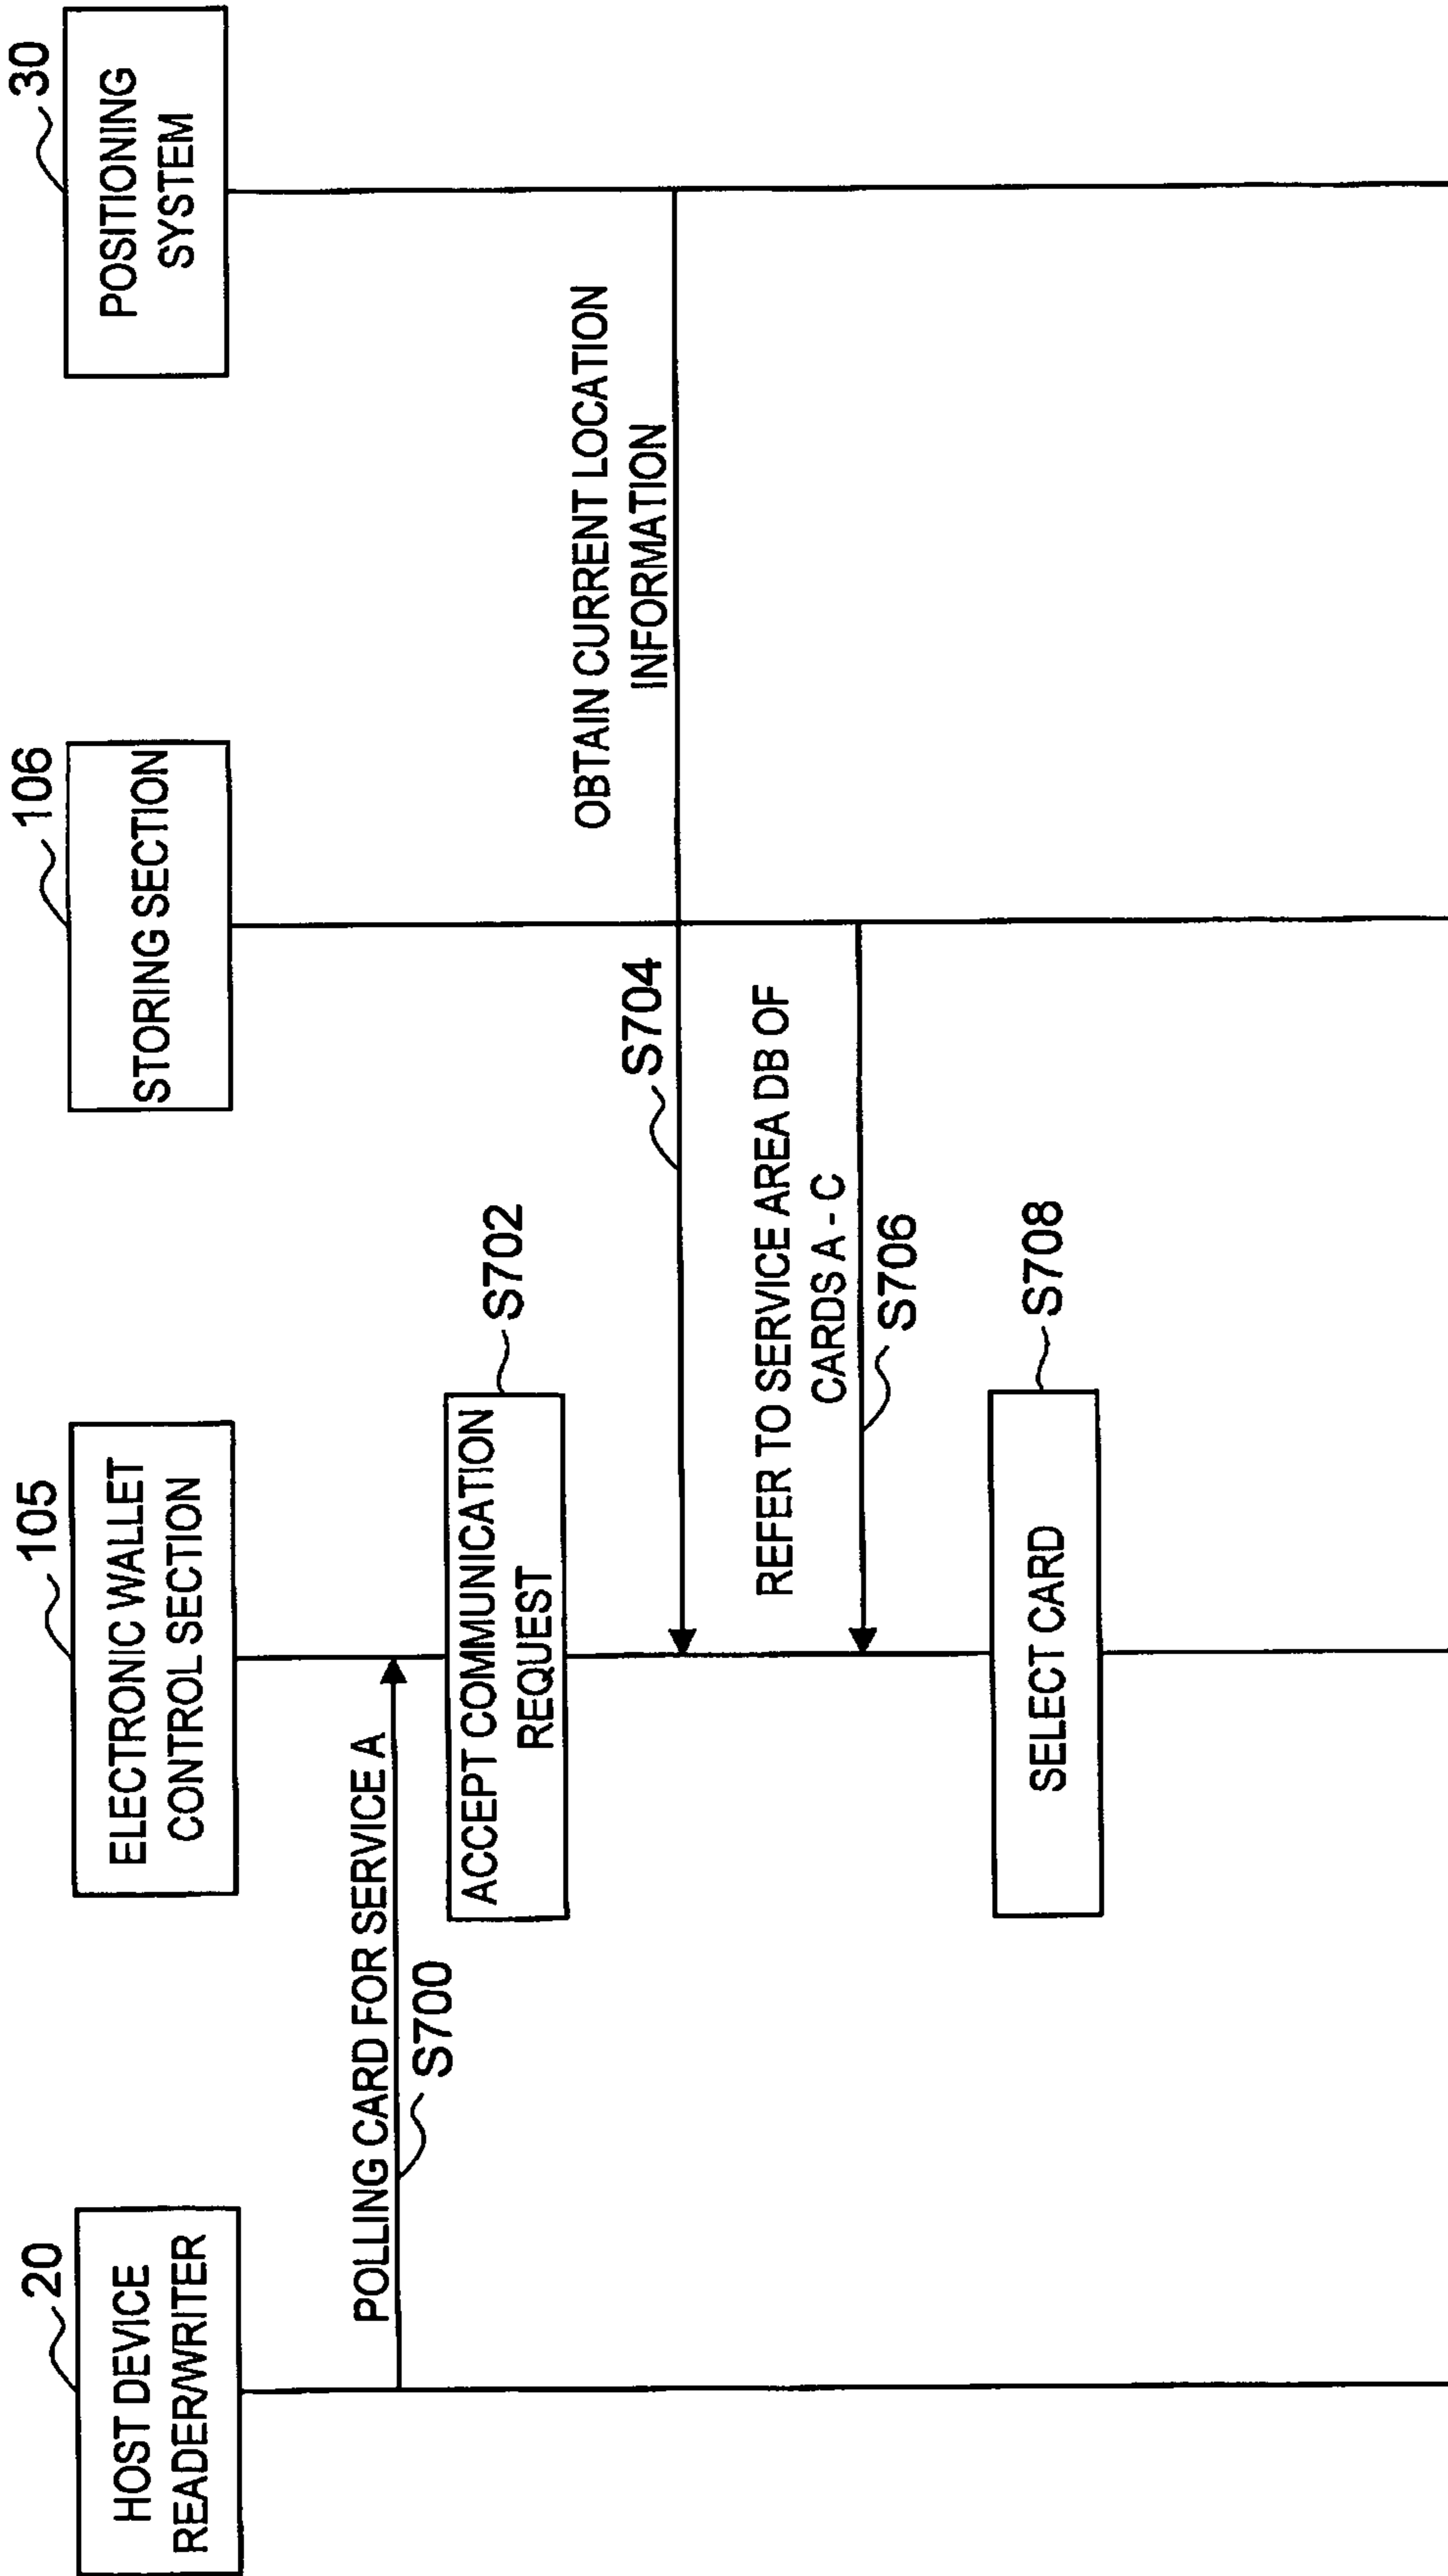 20
HOST DEVICE
READER/WRITER
105
ELECTRONIC WALLET
CONTROL SECTION
106
STORING SECTION
30
POSITIONING
SYSTEM
POLLING CARD FOR SERVICE A
S700
ACCEPT COMMUNICATION
REQUEST
S702
OBTAIN CURRENT LOCATION
INFORMATION
S704
REFER TO SERVICE AREA DB OF
CARDS A - C
S706
SELECT CARD
S708